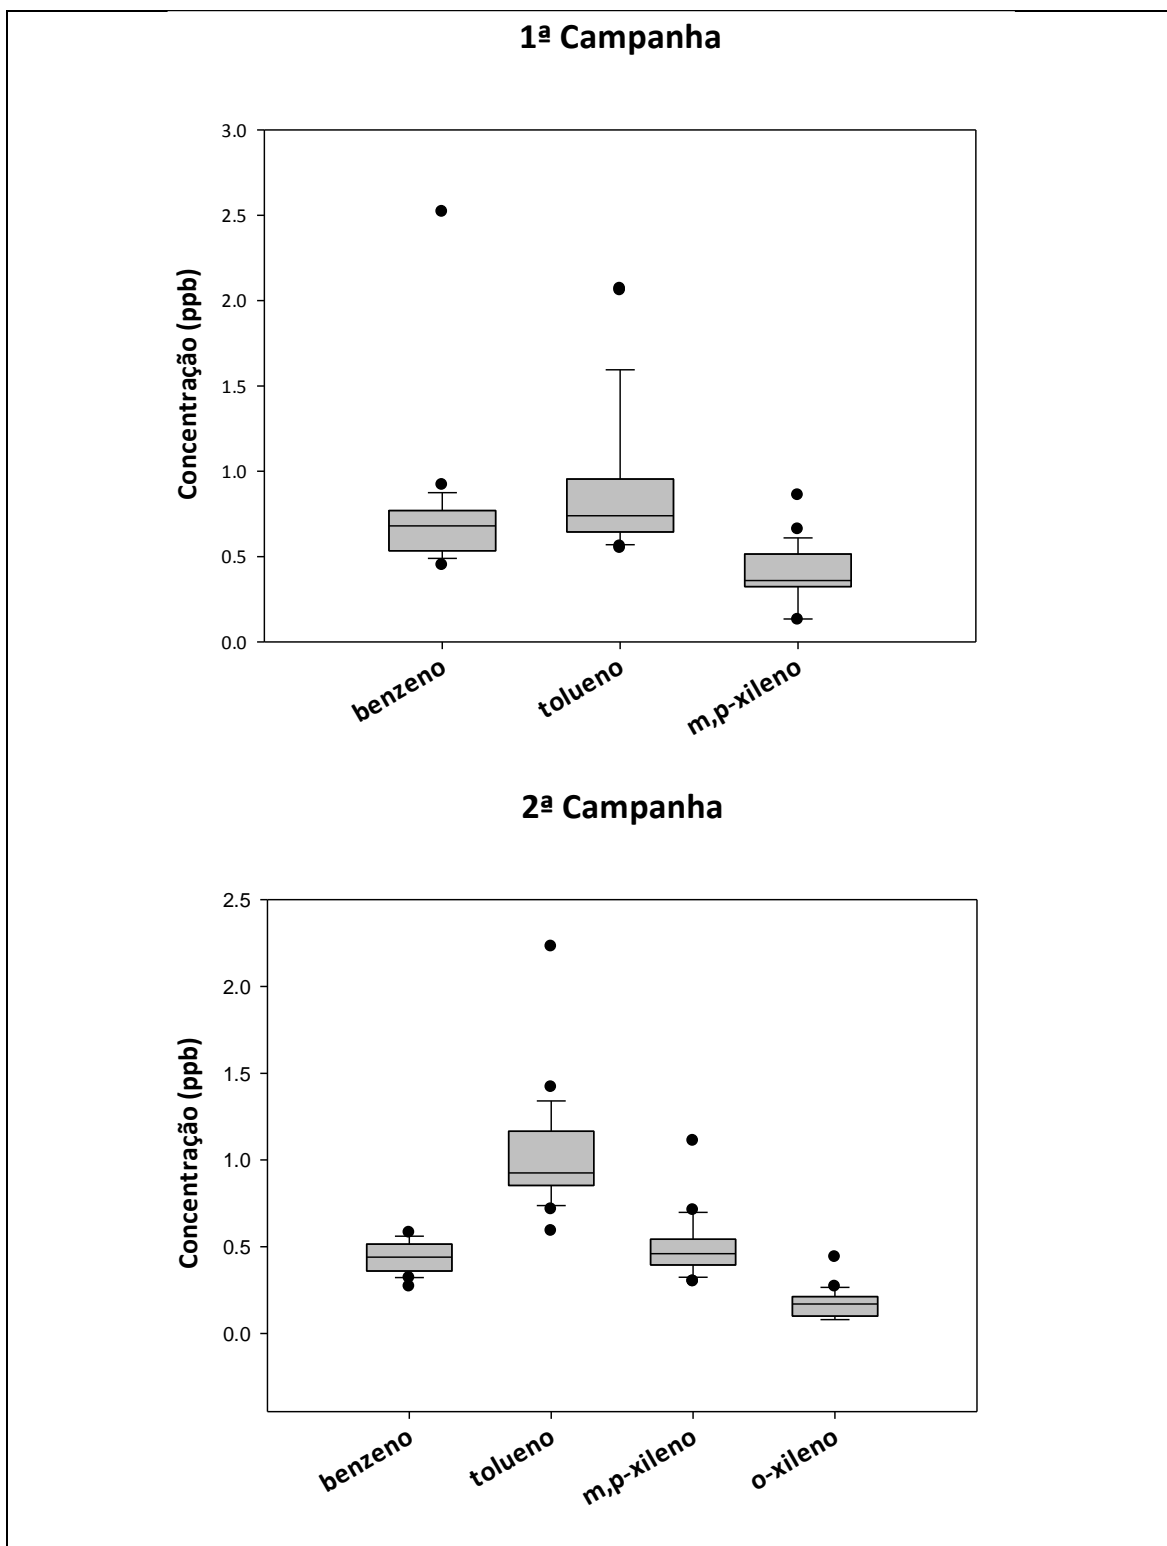 1ª Campanha
3.0
2.5
2.0
1.5
1.0
0.5
0.0
Concentração (ppb)
benzeno
tolueno
m,p-xileno
2ª Campanha
2.5
2.0
1.5
1.0
0.5
0.0
Concentração (ppb)
benzeno
tolueno
m,p-xileno
o-xileno